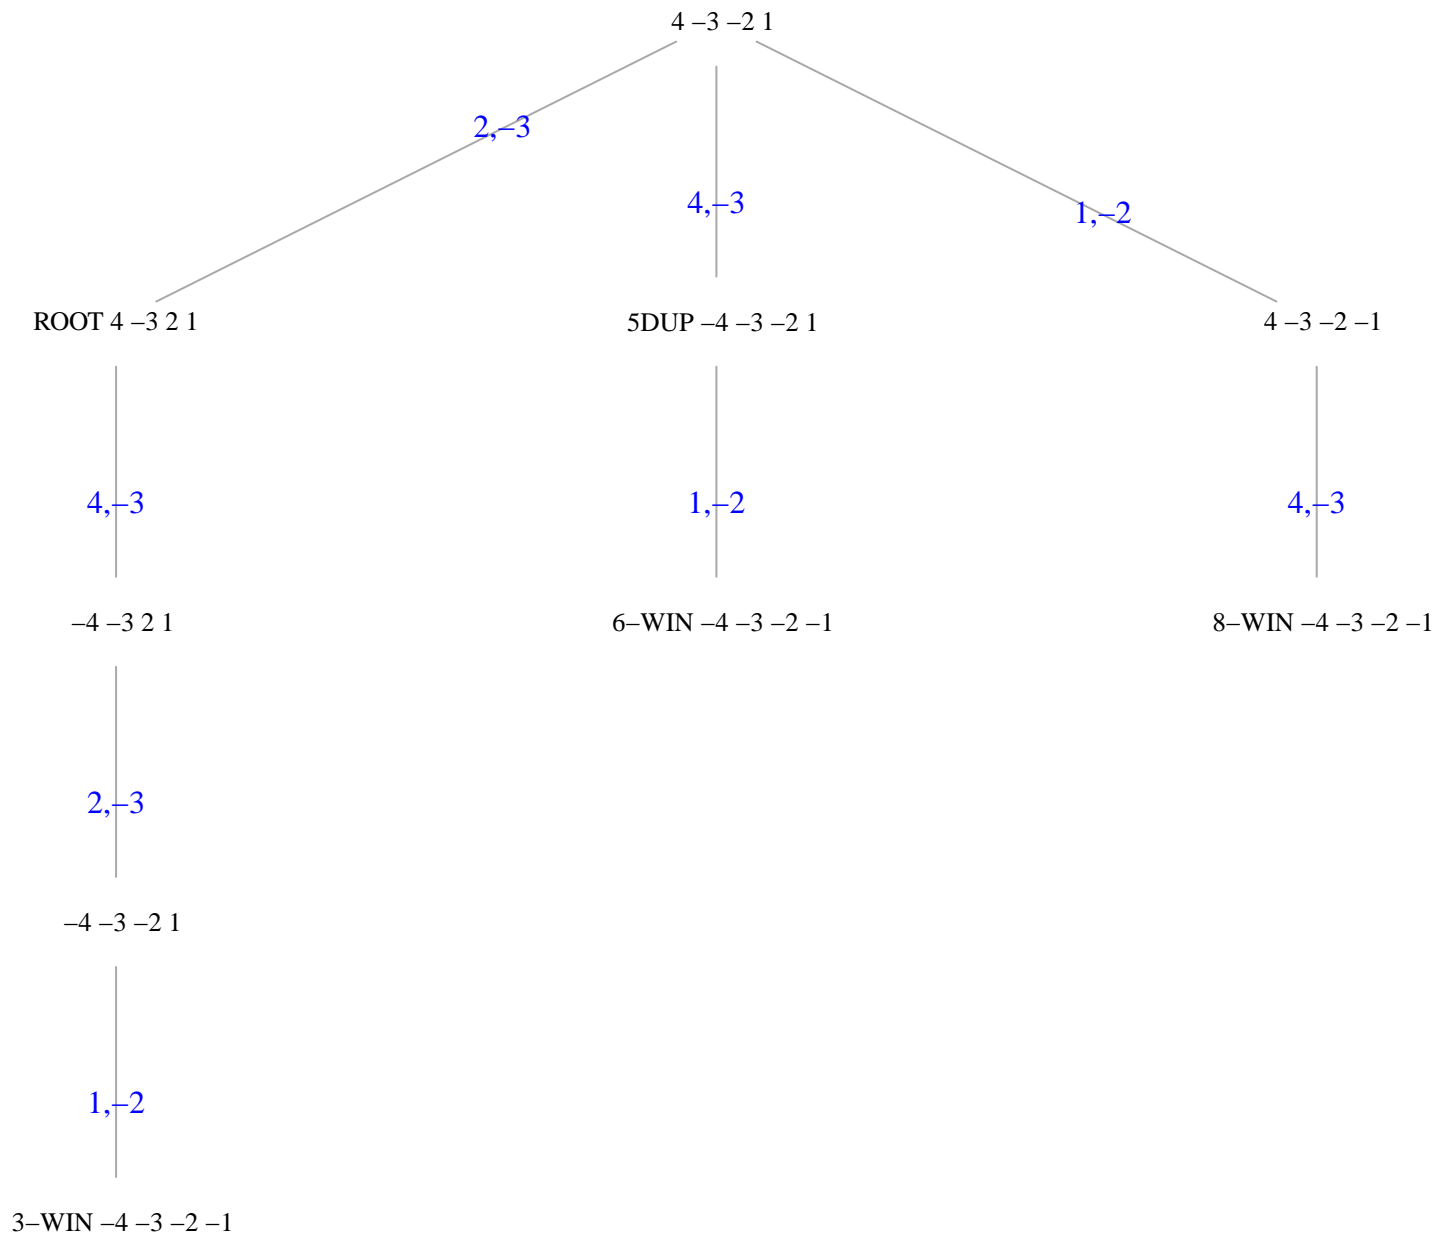 4 –3 –2 1
2,–3
4,–3
1,–2
ROOT 4 –3 2 1
5DUP –4 –3 –2 1
4 –3 –2 –1
4,–3
1,–2
4,–3
–4 –3 2 1
6–WIN –4 –3 –2 –1
8–WIN –4 –3 –2 –1
2,–3
–4 –3 –2 1
1,–2
3–WIN –4 –3 –2 –1